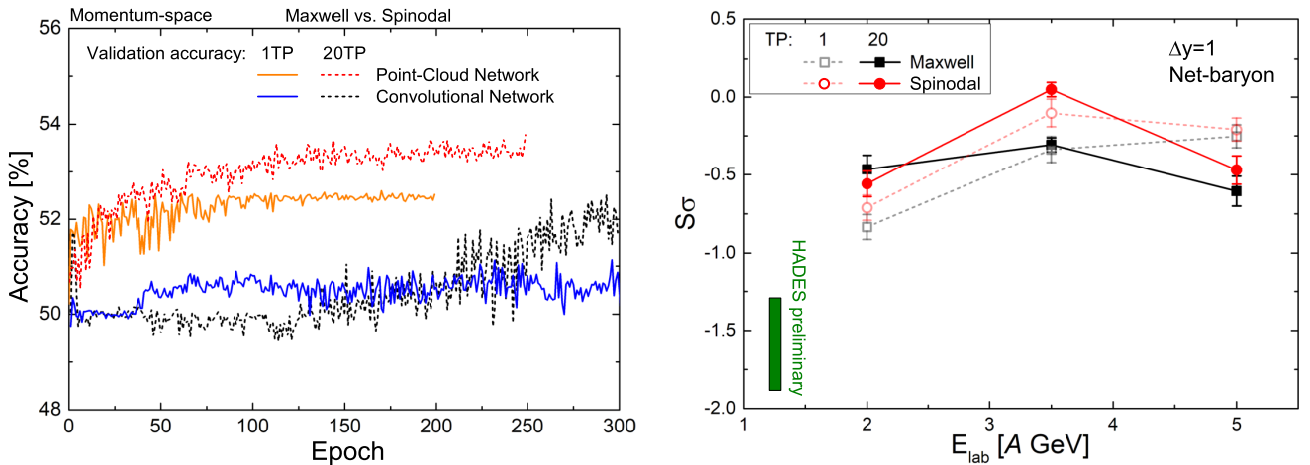 Momentum-space Maxwell vs. Spinodal
Validation accuracy: 1TP 20TP
Point-Cloud Network
Convolutional Network
56
54
52
50
48
Accuracy [%]
0 50 100 150 200 250 300
Epoch
TP: 1 20
Maxwell
Spinodal
Δy=1
Net-baryon
0.0
-0.5
-1.0
-1.5
-2.0
Sσ
HADES preliminary
1 2 3 4 5
E_lab [A GeV]